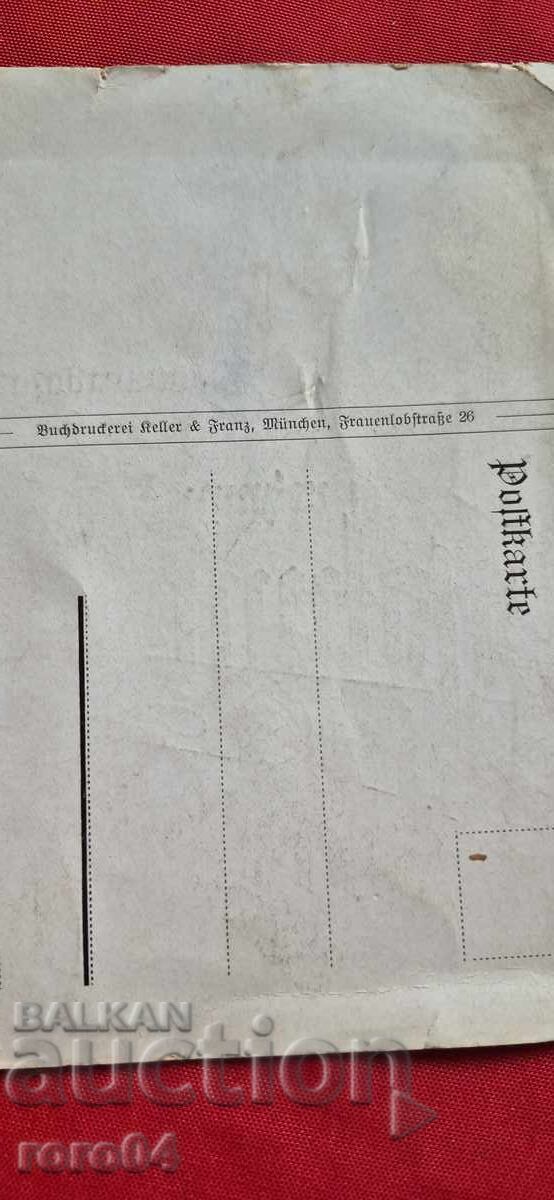 Buchdruckerei Keller & Franz, München, Frauenlobstraße 26
Postkarte
BALKAN
auction
roro04